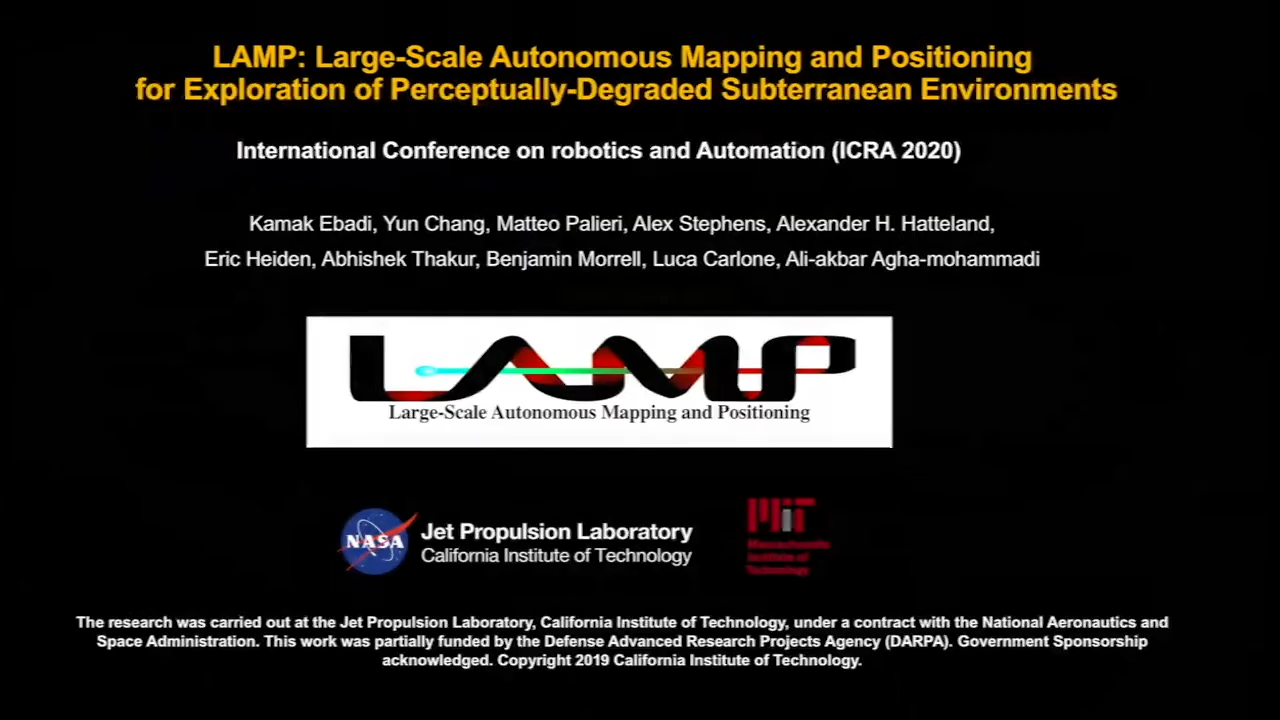 LAMP: Large-Scale Autonomous Mapping and Positioning
for Exploration of Perceptually-Degraded Subterranean Environments
International Conference on robotics and Automation (ICRA 2020)
Kamak Ebadi, Yun Chang, Matteo Palieri, Alex Stephens, Alexander H. Hatteland,
Eric Heiden, Abhishek Thakur, Benjamin Morrell, Luca Carlone, Ali-akbar Agha-mohammadi
LAMP
Large-Scale Autonomous Mapping and Positioning
NASA
Jet Propulsion Laboratory
California Institute of Technology
MIT
Massachusetts
Institute of
Technology
The research was carried out at the Jet Propulsion Laboratory, California Institute of Technology, under a contract with the National Aeronautics and
Space Administration. This work was partially funded by the Defense Advanced Research Projects Agency (DARPA). Government Sponsorship
acknowledged. Copyright 2019 California Institute of Technology.